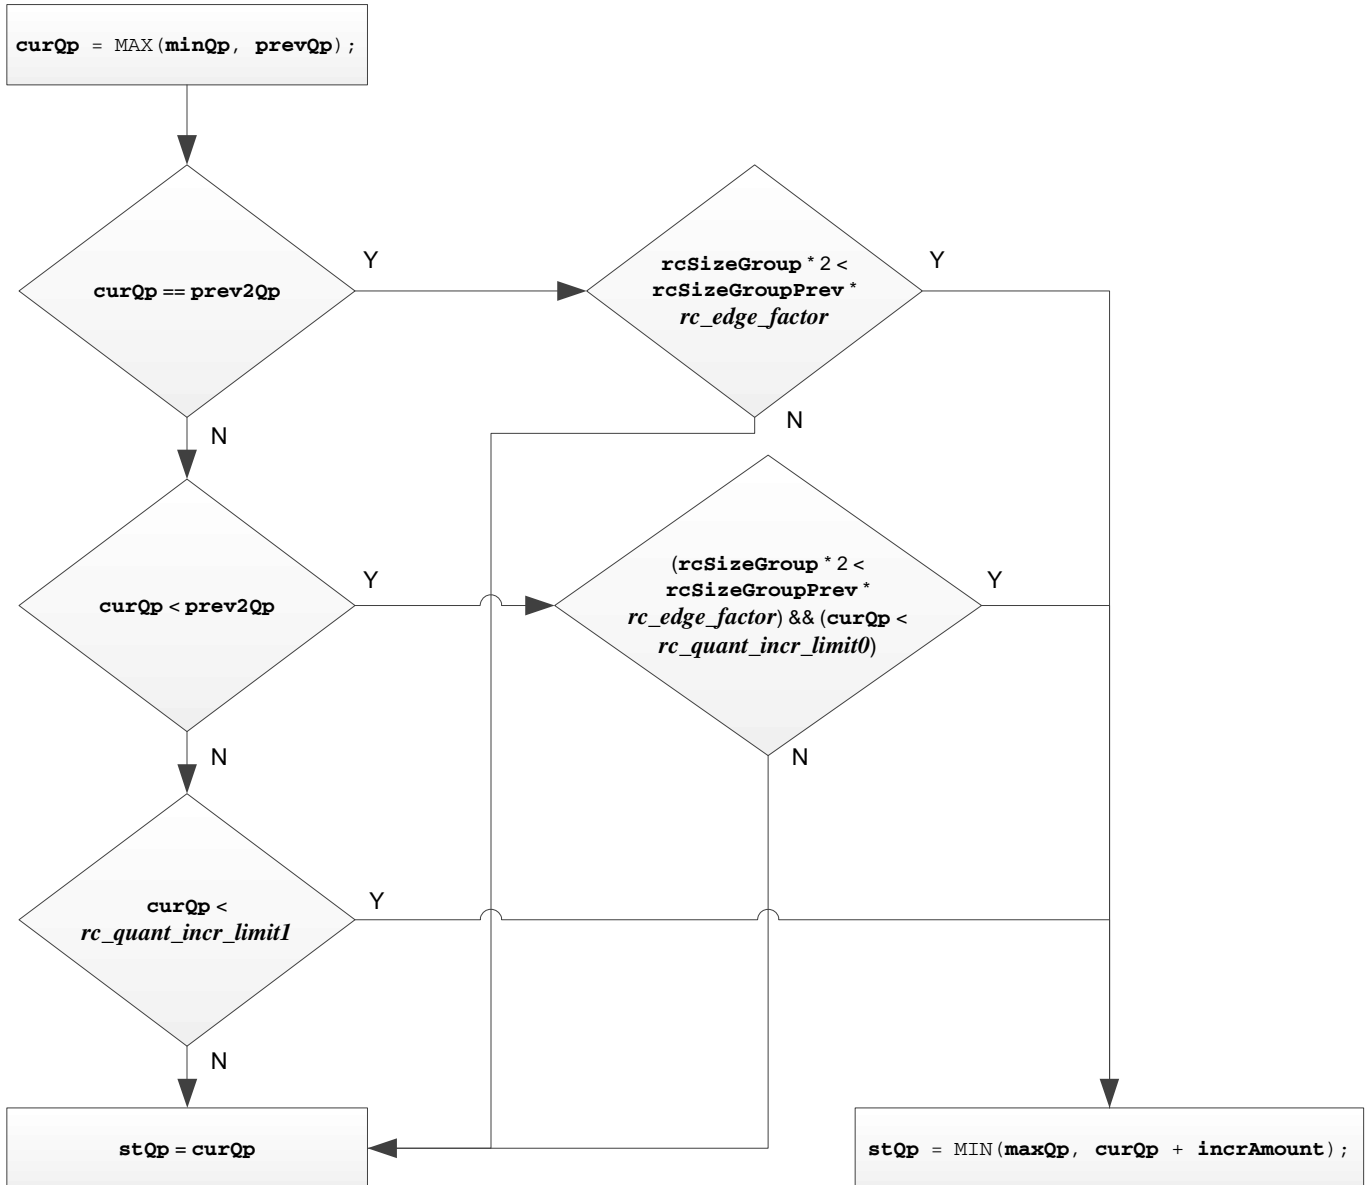 curQp = MAX(minQp, prevQp);
curQp == prev2Qp
Y
rcSizeGroup * 2 <
rcSizeGroupPrev *
rc_edge_factor
Y
N
N
curQp < prev2Qp
Y
(rcSizeGroup * 2 <
rcSizeGroupPrev *
rc_edge_factor) && (curQp <
rc_quant_incr_limit0)
Y
N
N
curQp <
rc_quant_incr_limit1
Y
N
stQp = curQp
stQp = MIN(maxQp, curQp + incrAmount);